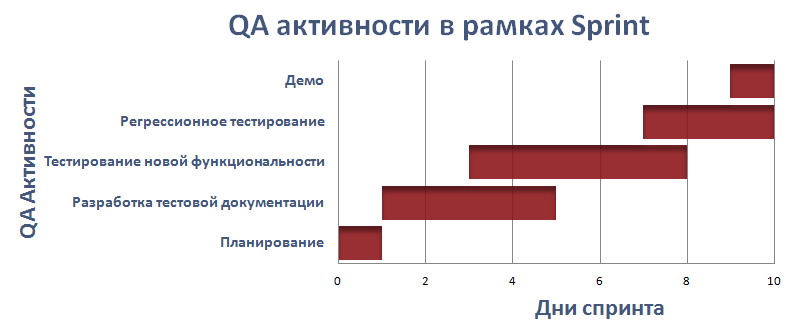 QA активности в рамках Sprint
QA Активности
Демо
Регрессионное тестирование
Тестирование новой функциональности
Разработка тестовой документации
Планирование
0 2 4 6 8 10
Дни спринта